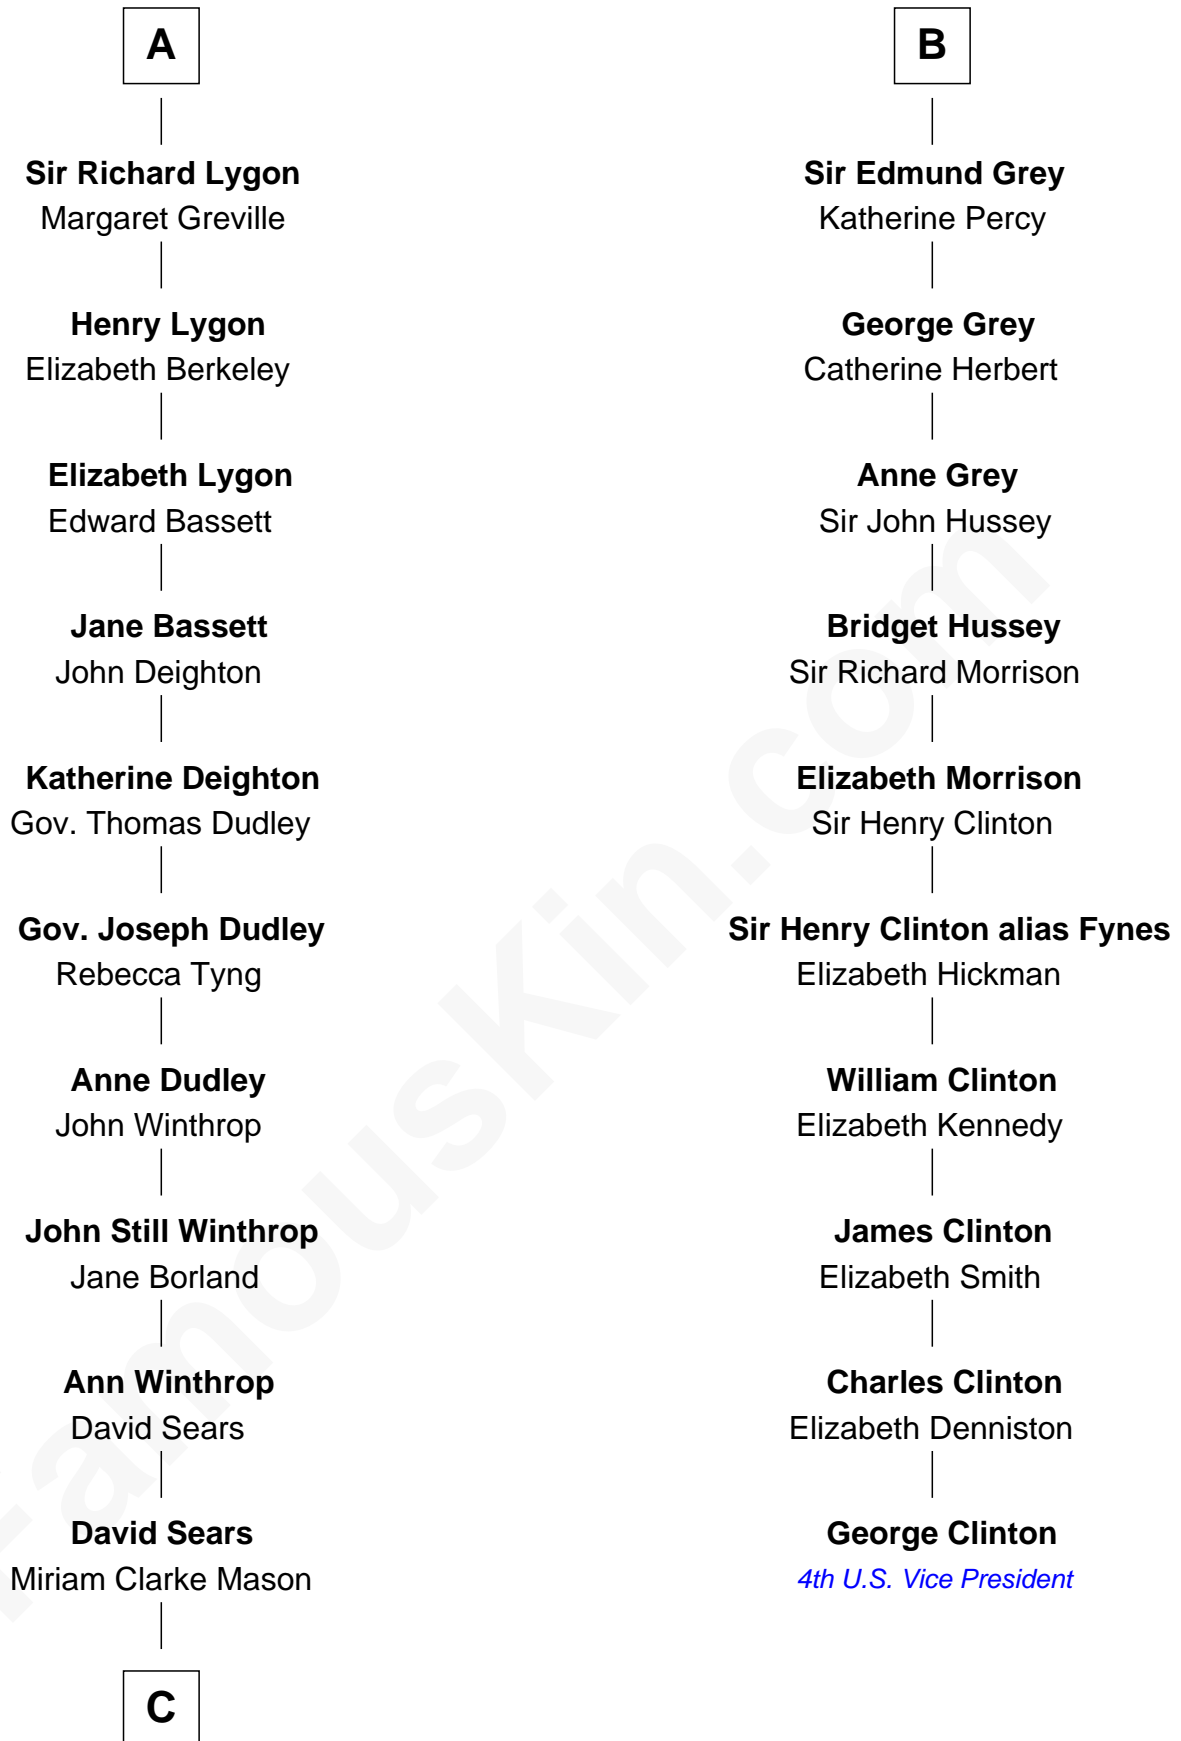 A
Sir Richard Lygon
Margaret Greville
Henry Lygon
Elizabeth Berkeley
Elizabeth Lygon
Edward Bassett
Jane Bassett
John Deighton
Katherine Deighton
Gov. Thomas Dudley
Gov. Joseph Dudley
Rebecca Tyng
Anne Dudley
John Winthrop
John Still Winthrop
Jane Borland
Ann Winthrop
David Sears
David Sears
Miriam Clarke Mason
C
B
Sir Edmund Grey
Katherine Percy
George Grey
Catherine Herbert
Anne Grey
Sir John Hussey
Bridget Hussey
Sir Richard Morrison
Elizabeth Morrison
Sir Henry Clinton
Sir Henry Clinton alias Fynes
Elizabeth Hickman
William Clinton
Elizabeth Kennedy
James Clinton
Elizabeth Smith
Charles Clinton
Elizabeth Denniston
George Clinton
4th U.S. Vice President
FamousKin.com